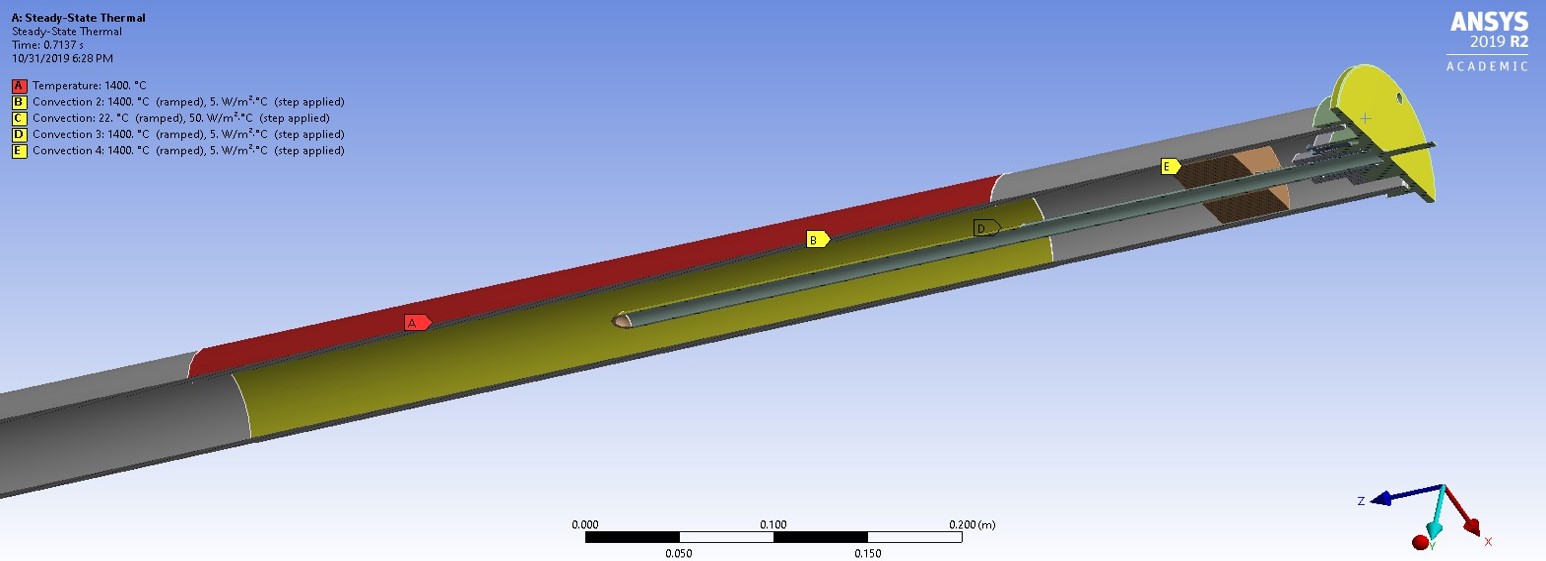 A: Steady-State Thermal
Steady-State Thermal
Time: 0.7137 s
10/31/2019 6:28 PM
A Temperature: 1400. °C
B Convection 2: 1400. °C (ramped), 5. W/m²·°C (step applied)
C Convection: 22. °C (ramped), 50. W/m²·°C (step applied)
D Convection 3: 1400. °C (ramped), 5. W/m²·°C (step applied)
E Convection 4: 1400. °C (ramped), 5. W/m²·°C (step applied)
ANSYS
2019 R2
ACADEMIC
E
D
B
A
0.000 0.100 0.200 (m)
0.050 0.150
Z
Y
X